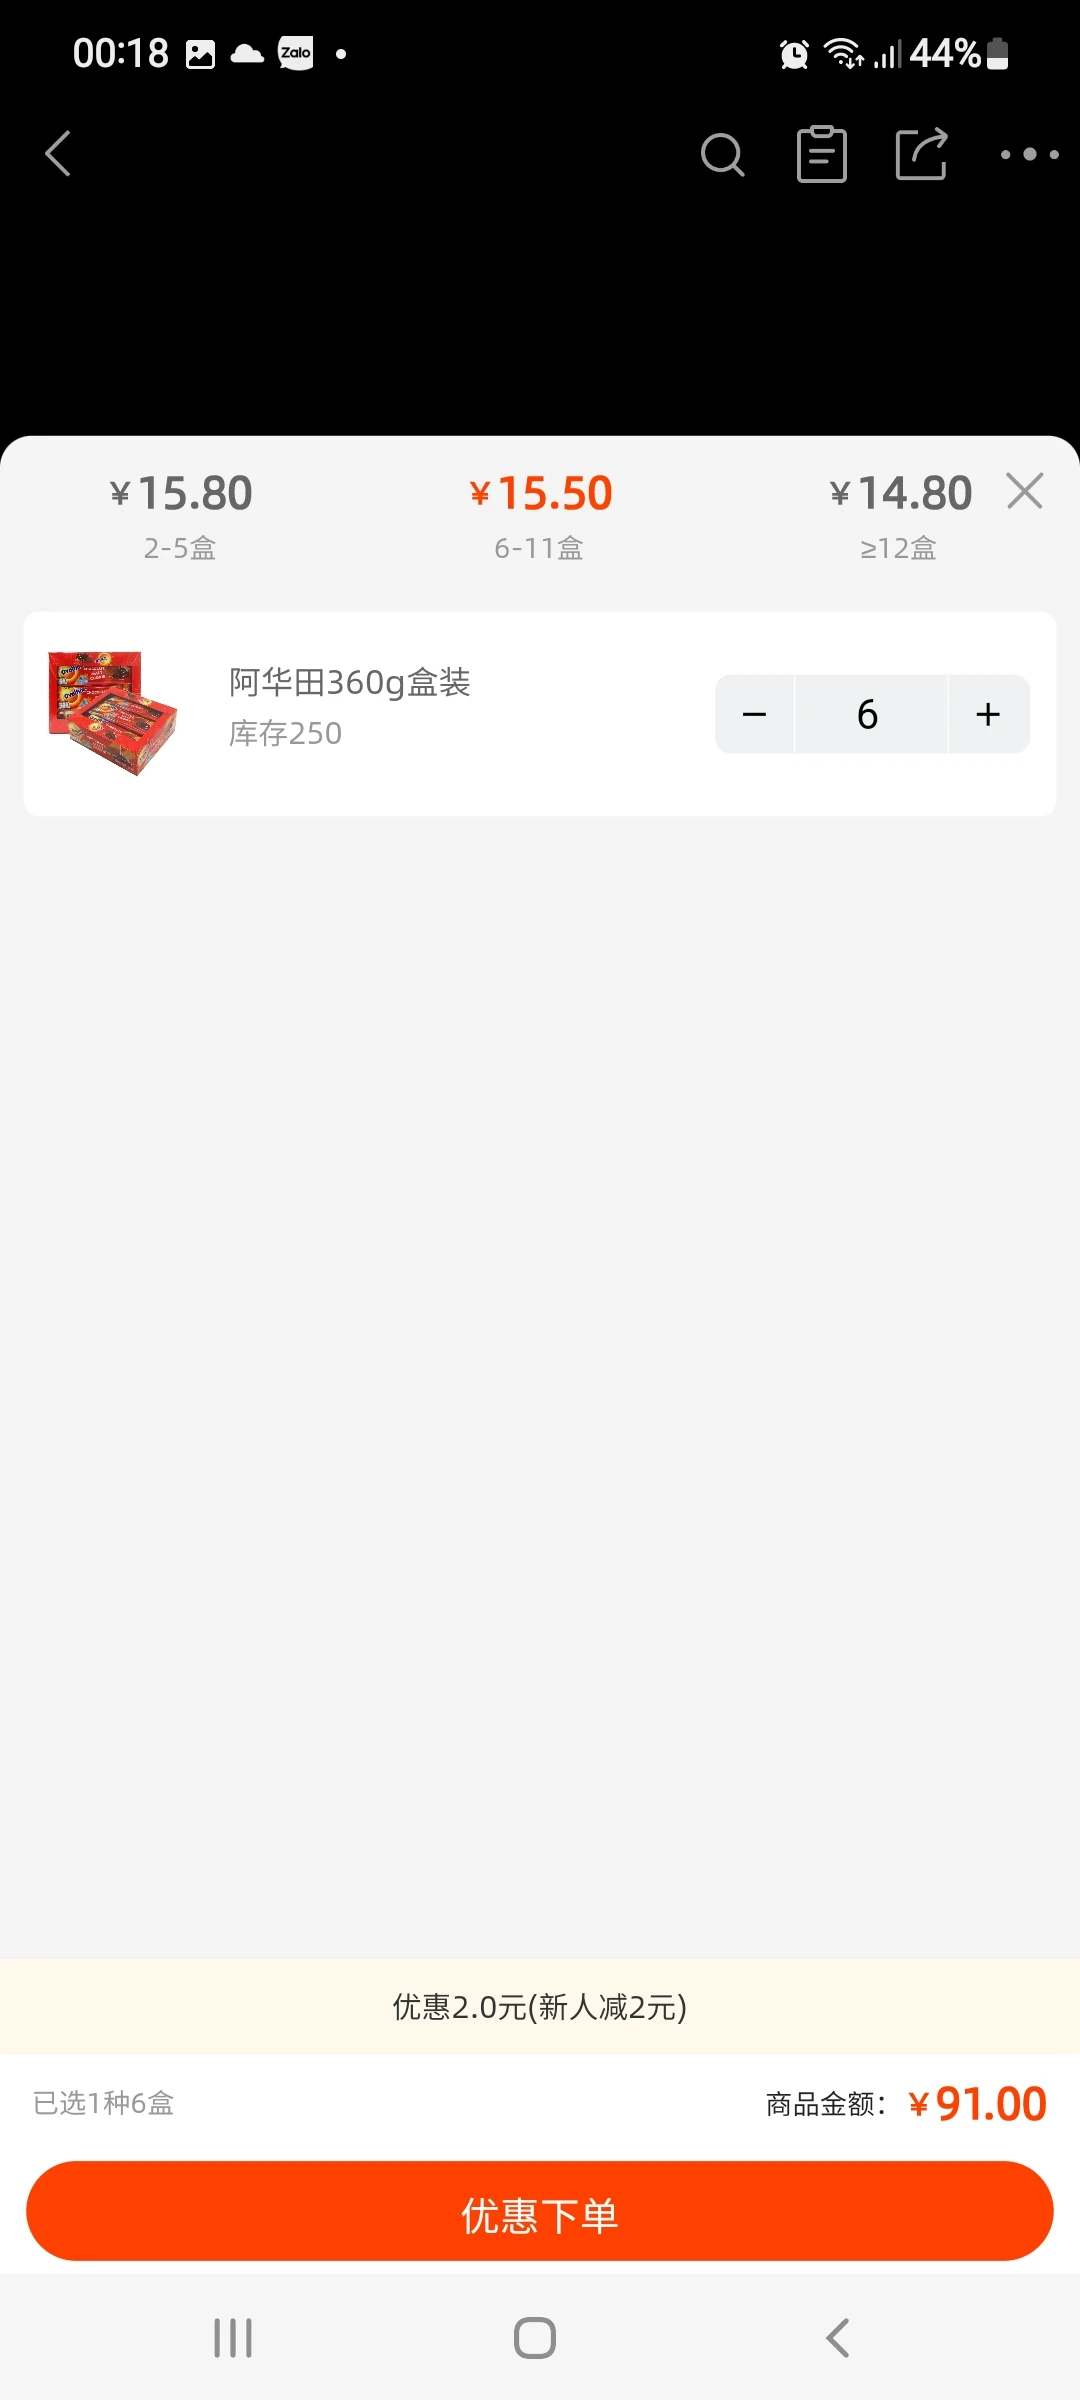 00:18 Zalo 44%
¥15.80 ¥15.50 ¥14.80
2-5盒 6-11盒 ≥12盒
阿华田360g盒装
库存250
6
优惠2.0元(新人减2元)
已选1种6盒 商品金额: ¥91.00
优惠下单